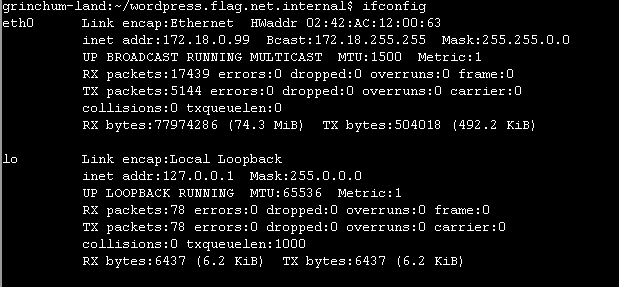 grinchum-land:~/wordpress.flag.net.internal$ ifconfig
eth0      Link encap:Ethernet  HWaddr 02:42:AC:12:00:63
          inet addr:172.18.0.99  Bcast:172.18.255.255  Mask:255.255.0.0
          UP BROADCAST RUNNING MULTICAST  MTU:1500  Metric:1
          RX packets:17439 errors:0 dropped:0 overruns:0 frame:0
          TX packets:5144 errors:0 dropped:0 overruns:0 carrier:0
          collisions:0 txqueuelen:0
          RX bytes:77974286 (74.3 MiB)  TX bytes:504018 (492.2 KiB)
lo        Link encap:Local Loopback
          inet addr:127.0.0.1  Mask:255.0.0.0
          UP LOOPBACK RUNNING  MTU:65536  Metric:1
          RX packets:78 errors:0 dropped:0 overruns:0 frame:0
          TX packets:78 errors:0 dropped:0 overruns:0 carrier:0
          collisions:0 txqueuelen:1000
          RX bytes:6437 (6.2 KiB)  TX bytes:6437 (6.2 KiB)